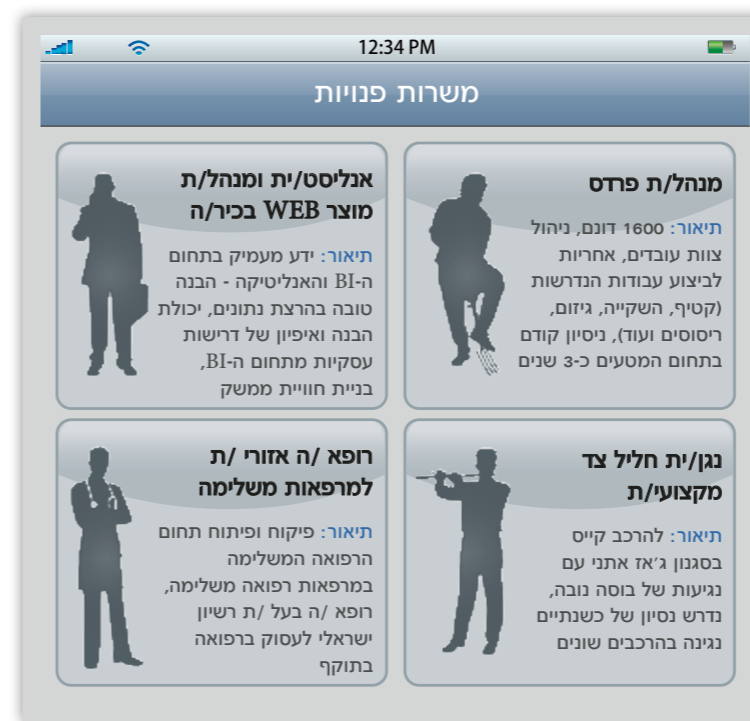 12:34 PM
משרות פנויות
מנהל/ת פרדס
תיאור: 1600 דונם, ניהול
צוות עובדים, אחריות
לביצוע עבודות הנדרשות
(קטיף, השקייה, גיזום,
ריסוסים ועוד), ניסיון קודם
בתחום המטעים כ-3 שנים
אנליסט/ית ומנהל/ת
מוצר WEB בכיר/ה
תיאור: ידע מעמיק בתחום
ה-BI והאנליטיקה - הבנה
טובה בהרצת נתונים, יכולת
הבנה ואיפיון של דרישות
עסקיות מתחום ה-BI,
בניית חוויית ממשק
נגן/ית חליל צד
מקצועי/ת
תיאור: להרכב קייס
בסגנון ג׳אז אתני עם
נגיעות של בוסה נובה,
נדרש נסיון של כשנתיים
נגינה בהרכבים שונים
רופא /ה אזורי /ת
למרפאות משלימה
תיאור: פיקוח ופיתוח תחום
הרפואה המשלימה
במרפאות רפואה משלימה,
רופא /ה בעל /ת רשיון
ישראלי לעסוק ברפואה
בתוקף